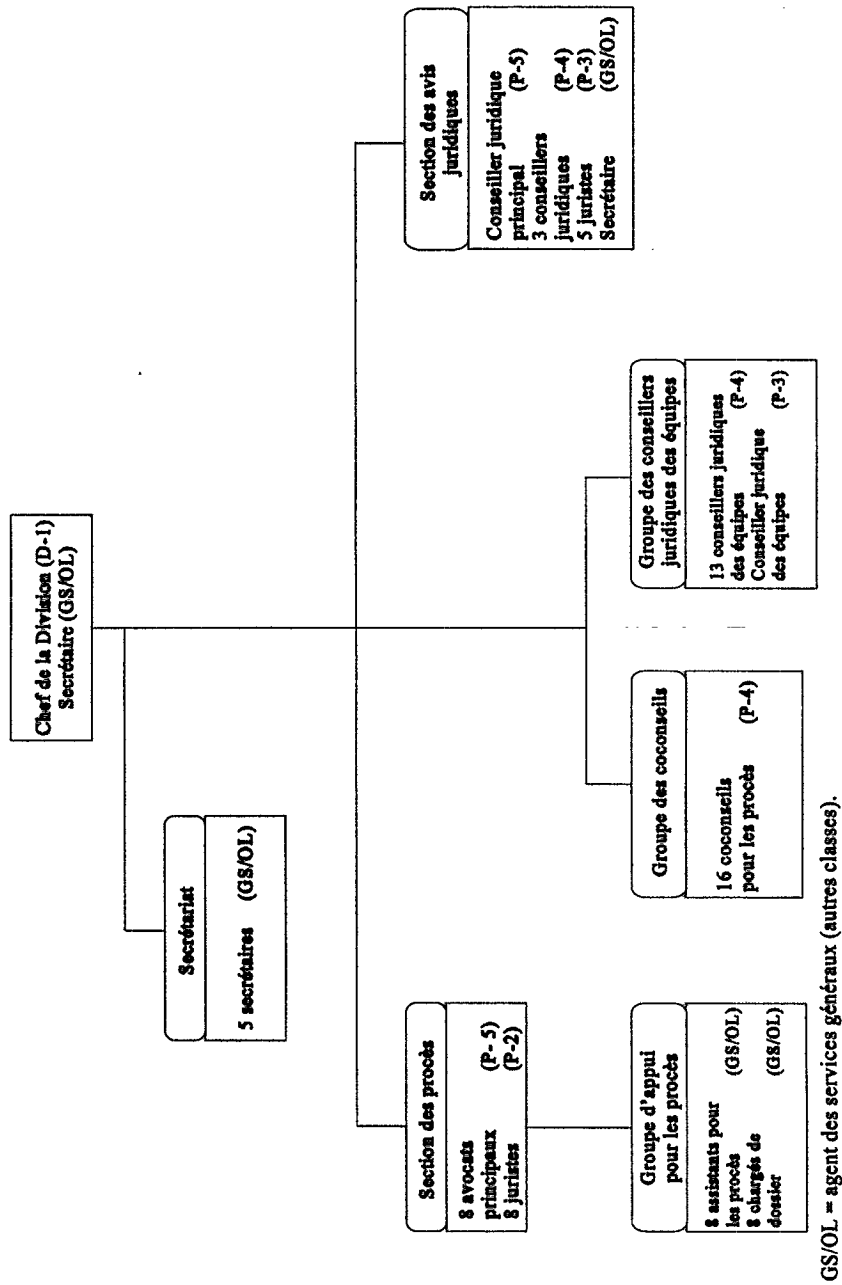 Chef de la Division (D-1)
Secrétaire (GS/OL)
Secrétariat
5 secrétaires (GS/OL)
Section des procès
8 avocats
principaux (P- 5)
8 juristes (P-2)
Groupe d'appui
pour les procès
8 assistants pour
les procès (GS/OL)
8 chargés de
dossier (GS/OL)
Groupe des coconseils
16 coconseils
pour les procès (P-4)
Groupe des conseillers
juridiques des équipes
13 conseillers juridiques
des équipes (P-4)
Conseiller juridique
des équipes (P-3)
Section des avis
juridiques
Conseiller juridique
principal (P-5)
3 conseillers
juridiques (P-4)
5 juristes (P-3)
Secrétaire (GS/OL)
GS/OL = agent des services généraux (autres classes).